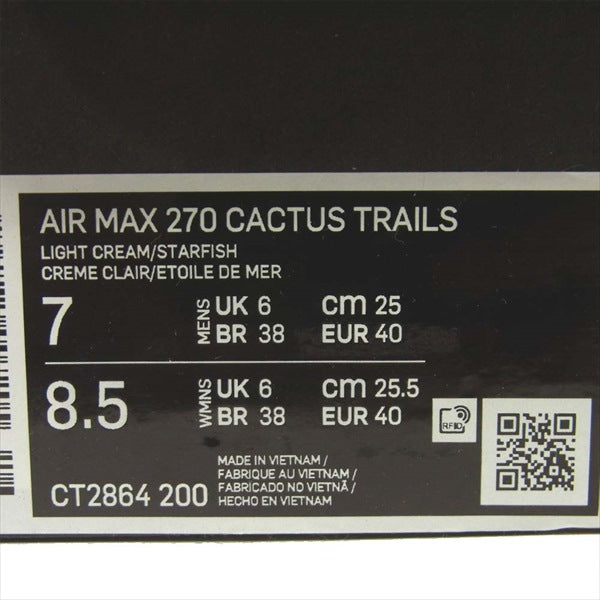 AIR MAX 270 CACTUS TRAILS
LIGHT CREAM/STARFISH
CREME CLAIR/ETOILE DE MER
7 MENS UK 6 cm 25
BR 38 EUR 40
8.5 WMNS UK 6 cm 25.5
BR 38 EUR 40
RFID
MADE IN VIETNAM /
FABRIQUE AU VIETNAM /
FABRICADO NO VIETNÃ /
HECHO EN VIETNAM
CT2864 200